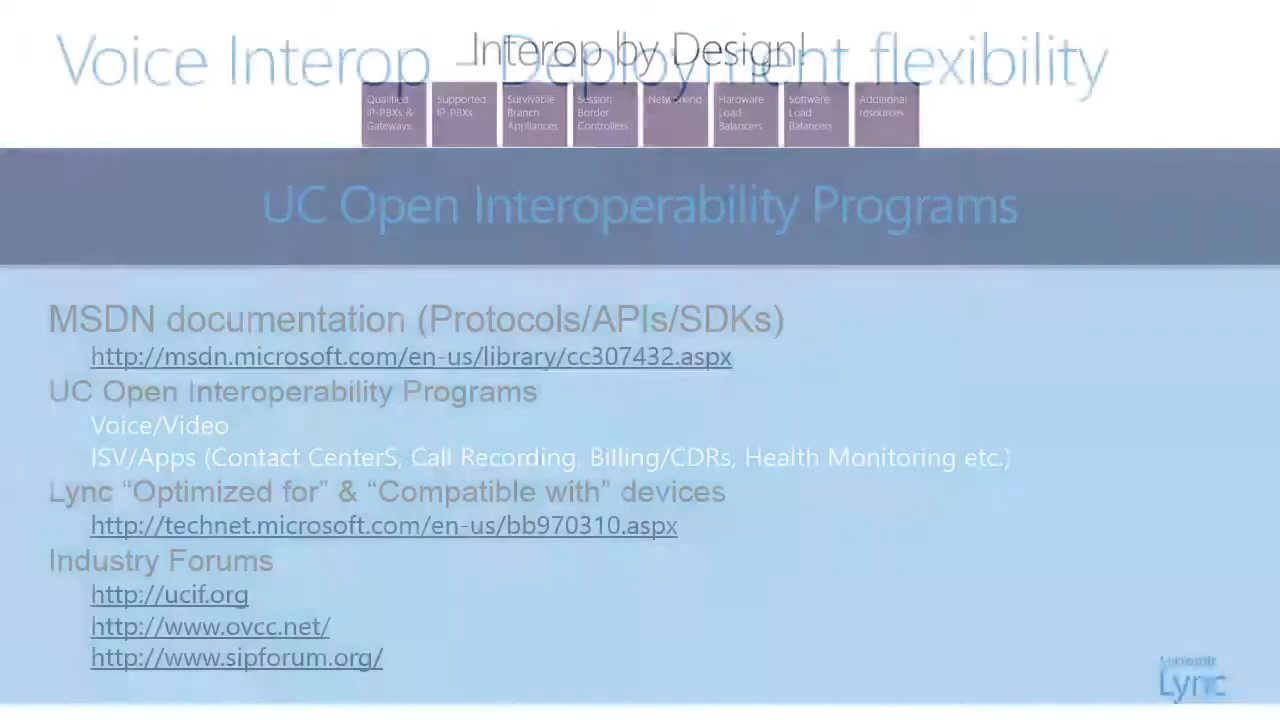 Voice Interop - Deployment flexibility
Interop by Design!
Qualified IP-PBXs & Gateways
Supported IP-PBXs
Survivable Branch Appliances
Session Border Controllers
Networking
Hardware Load Balancers
Software Load Balancers
Additional resources
UC Open Interoperability Programs
MSDN documentation (Protocols/APIs/SDKs)
http://msdn.microsoft.com/en-us/library/cc307432.aspx
UC Open Interoperability Programs
Voice/Video
ISV/Apps (Contact CenterS, Call Recording, Billing/CDRs, Health Monitoring etc.)
Lync “Optimized for” & “Compatible with” devices
http://technet.microsoft.com/en-us/bb970310.aspx
Industry Forums
http://ucif.org
http://www.ovcc.net/
http://www.sipforum.org/
Microsoft
Lync